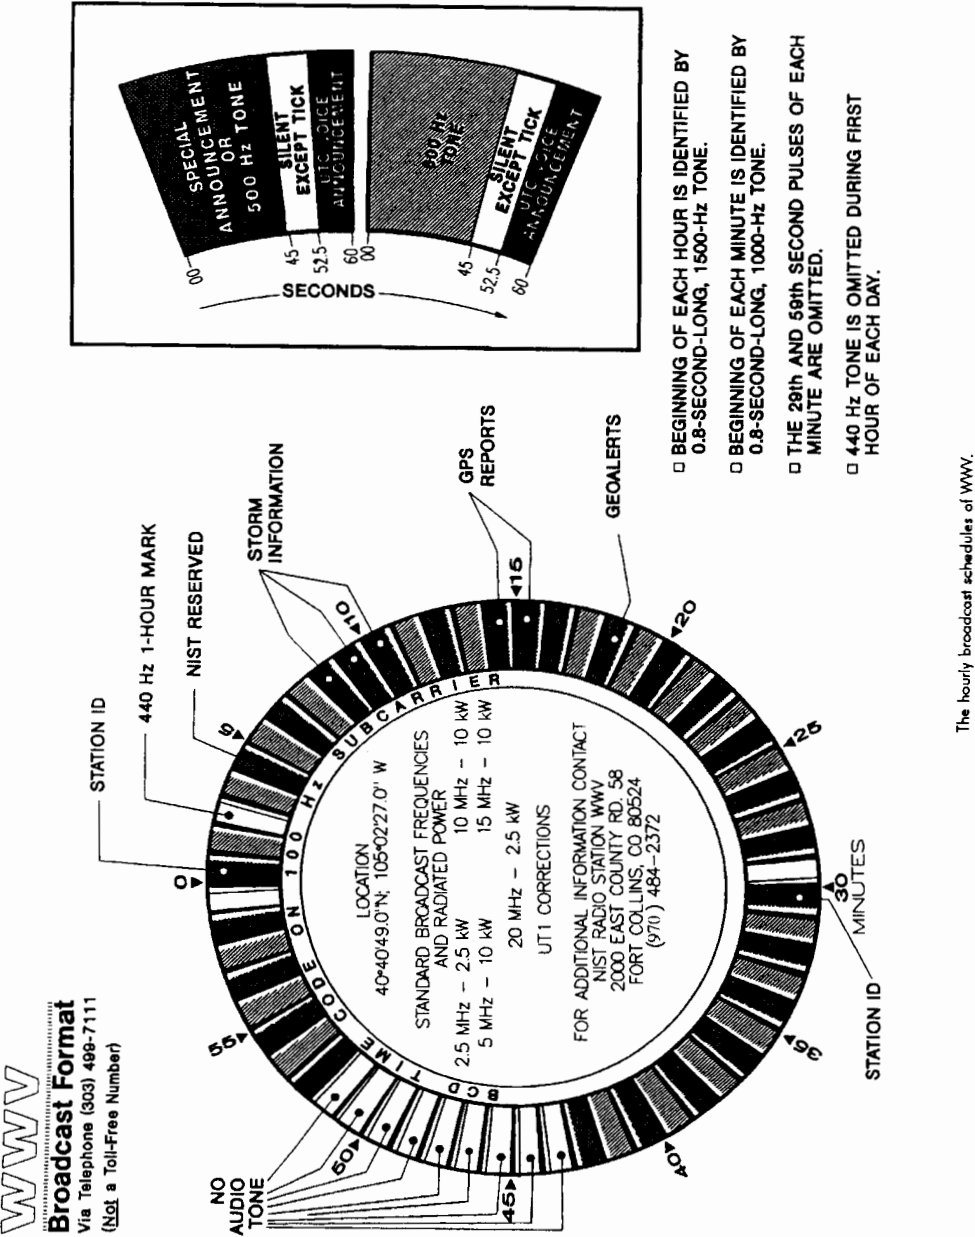 WWV
Broadcast Format
Via Telephone (303) 499-7111
(Not a Toll-Free Number)
STATION ID
440 Hz 1-HOUR MARK
NIST RESERVED
STORM
INFORMATION
GPS
REPORTS
GEOALERTS
STATION ID
NO
AUDIO
TONE
0
5
10
15
20
25
30
MINUTES
35
40
45
50
55
BCD TIME CODE ON 100 Hz SUBCARRIER
LOCATION
40°40'49.0"N; 105°02'27.0" W
STANDARD BROADCAST FREQUENCIES
AND RADIATED POWER
2.5 MHz – 2.5 kW 10 MHz – 10 kW
5 MHz – 10 kW 15 MHz – 10 kW
20 MHz – 2.5 kW
UT1 CORRECTIONS
FOR ADDITIONAL INFORMATION CONTACT
NIST RADIO STATION WWV
2000 EAST COUNTY RD. 58
FORT COLLINS, CO 80524
(970) 484–2372
SPECIAL
ANNOUNCEMENT
OR
500 Hz TONE
SILENT
EXCEPT TICK
UTC VOICE
ANNOUNCEMENT
600 Hz
TONE
SILENT
EXCEPT TICK
UTC VOICE
ANNOUNCEMENT
00
45
52.5
60
00
45
52.5
60
SECONDS
BEGINNING OF EACH HOUR IS IDENTIFIED BY
0.8-SECOND-LONG, 1500-Hz TONE.
BEGINNING OF EACH MINUTE IS IDENTIFIED BY
0.8-SECOND-LONG, 1000-Hz TONE.
THE 29th AND 59th SECOND PULSES OF EACH
MINUTE ARE OMITTED.
440 Hz TONE IS OMITTED DURING FIRST
HOUR OF EACH DAY.
The hourly broadcast schedules of WWV.